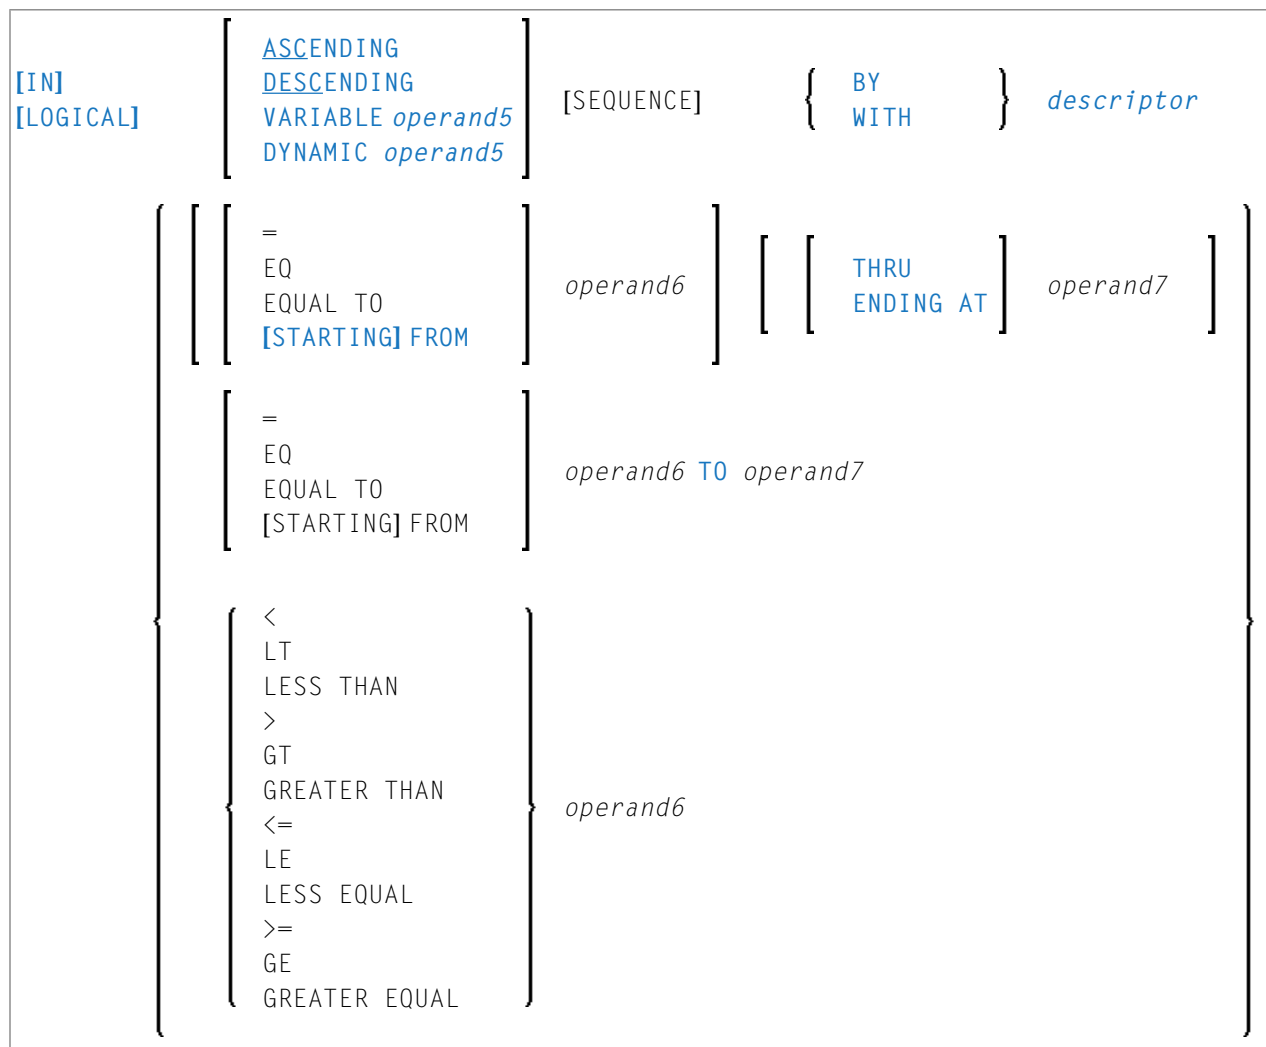 ASCENDING
[IN] DESCENDING [SEQUENCE] BY descriptor
[LOGICAL] VARIABLE operand5 WITH
DYNAMIC operand5
=
EQ THRU
EQUAL TO operand6 ENDING AT operand7
[STARTING] FROM
=
EQ
EQUAL TO operand6 TO operand7
[STARTING] FROM
<
LT
LESS THAN
>
GT
GREATER THAN
operand6
<=
LE
LESS EQUAL
>=
GE
GREATER EQUAL